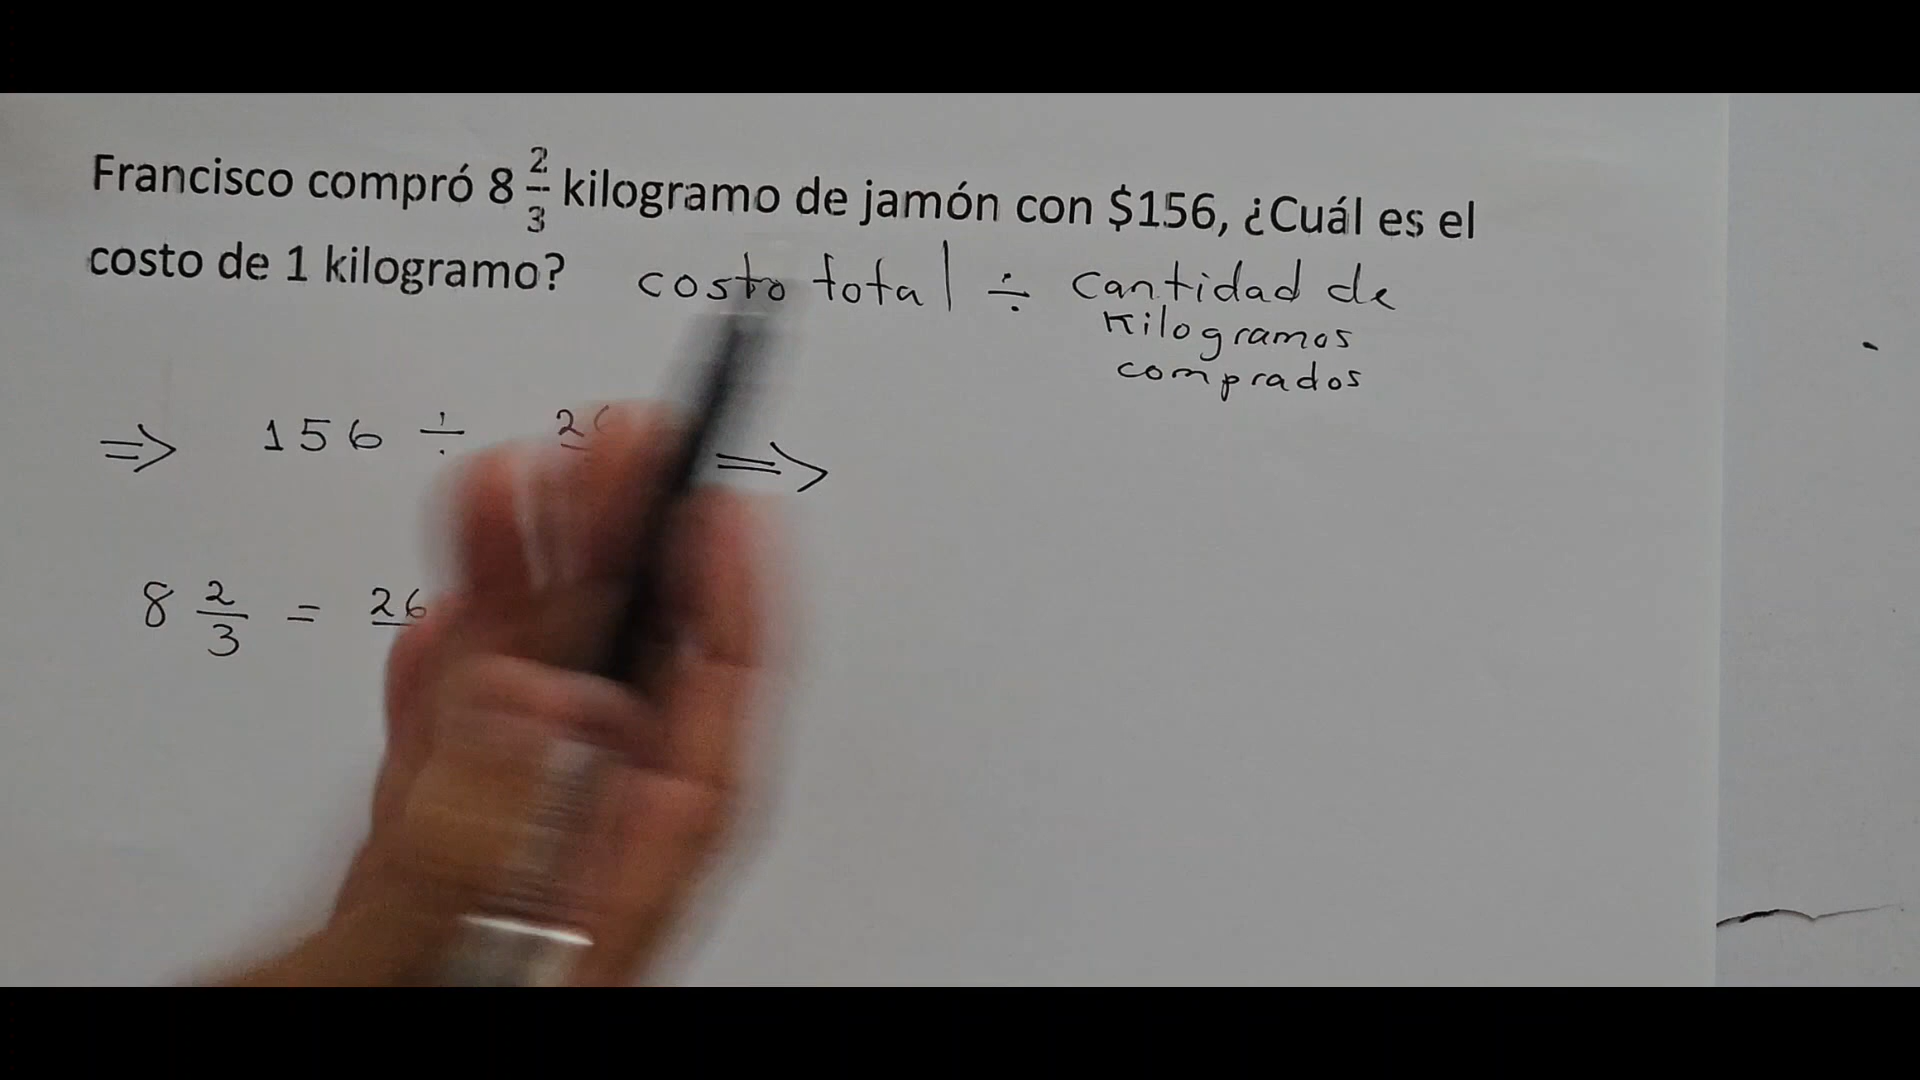 Francisco compró 8 2/3 kilogramo de jamón con $156, ¿Cuál es el
costo de 1 kilogramo?
costo total ÷ cantidad de
Kilogramos
comprados
⇒ 156 ÷ ⇒
8 2/3 = 26